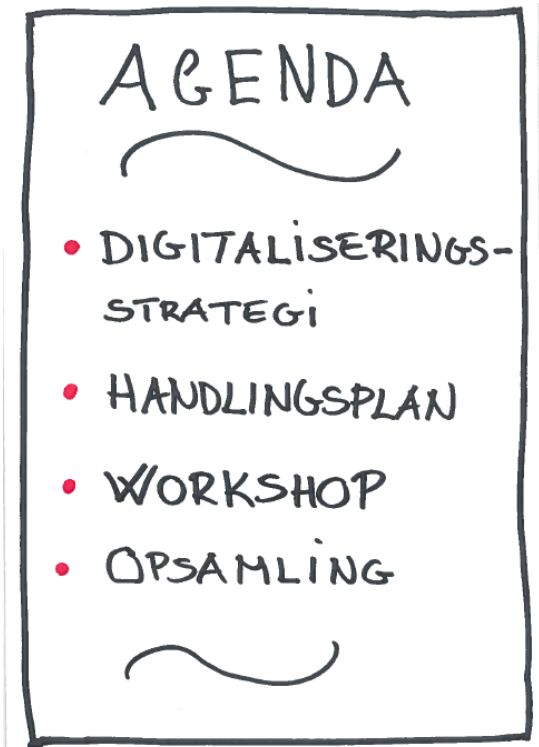 AGENDA
• DIGITALISERINGS-
STRATEGI
• HANDLINGSPLAN
• WORKSHOP
• OPSAMLING